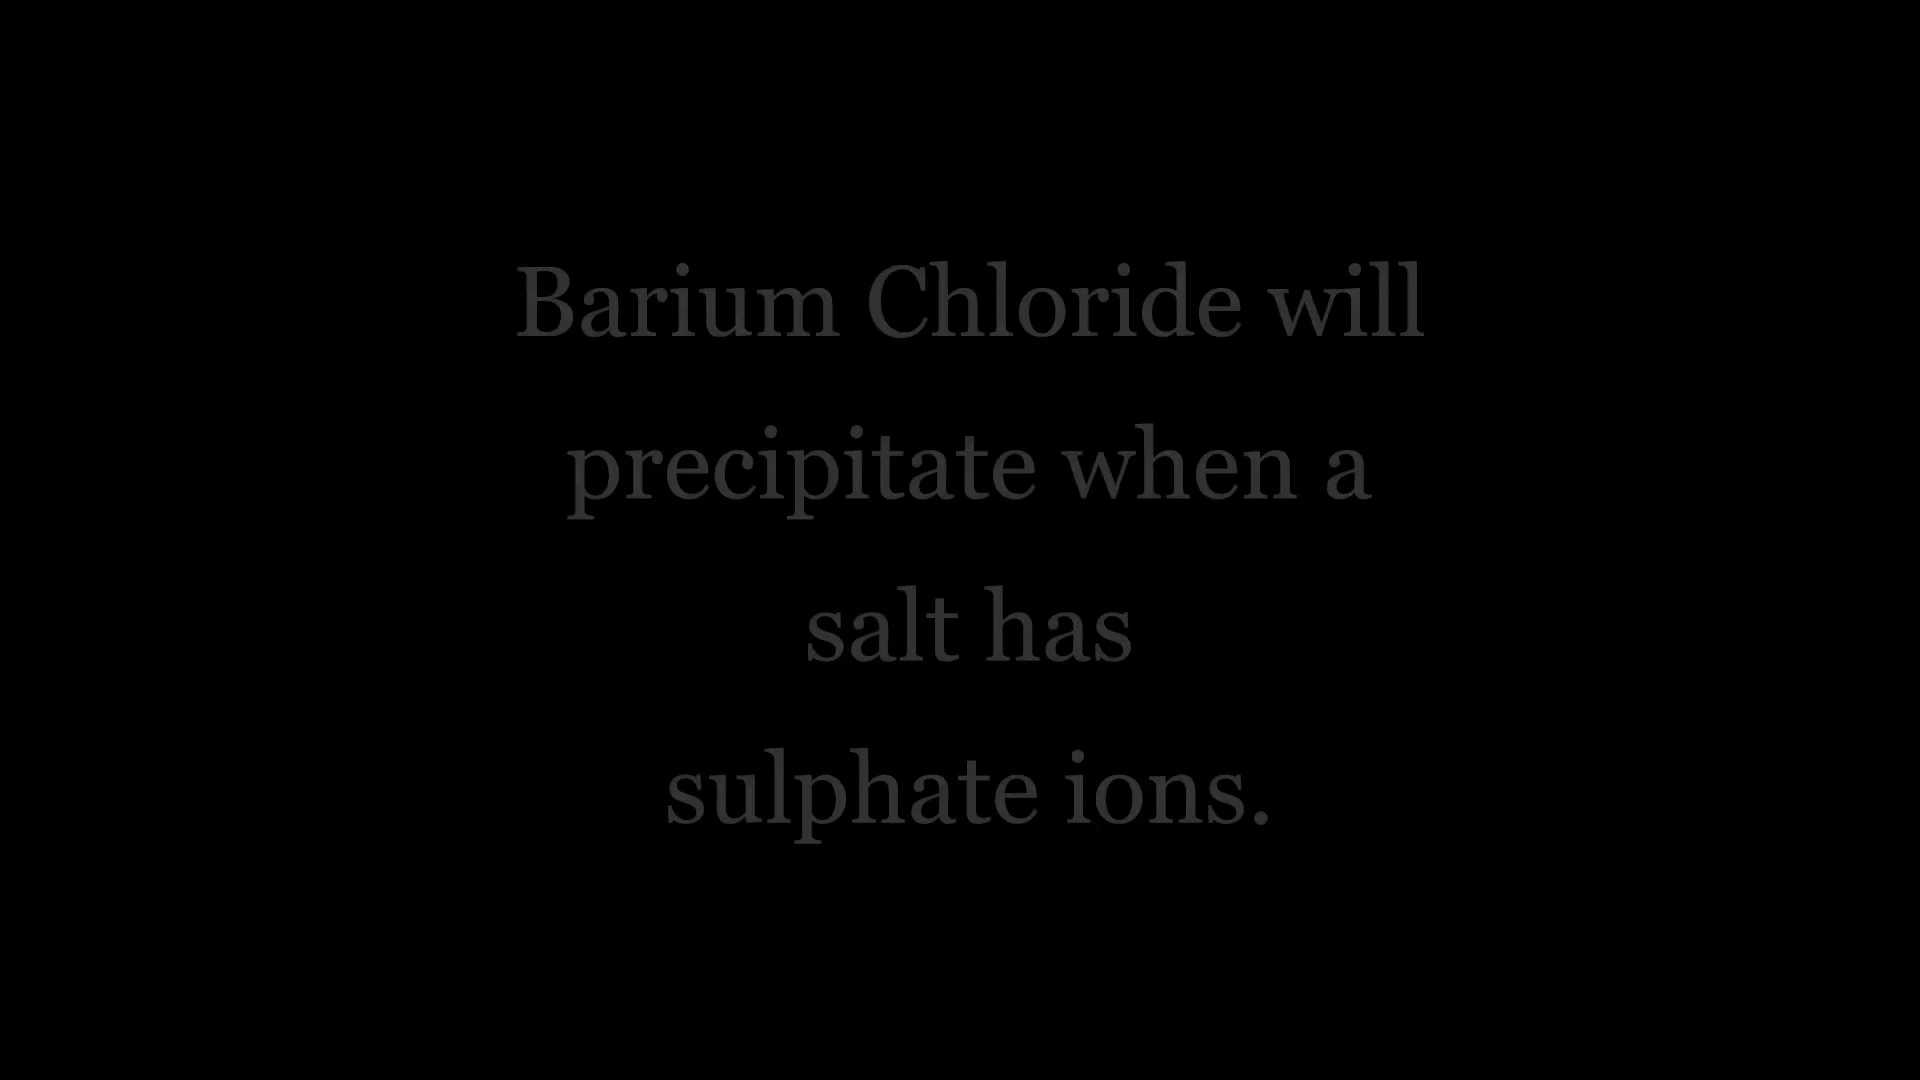 Barium Chloride will
precipitate when a
salt has
sulphate ions.